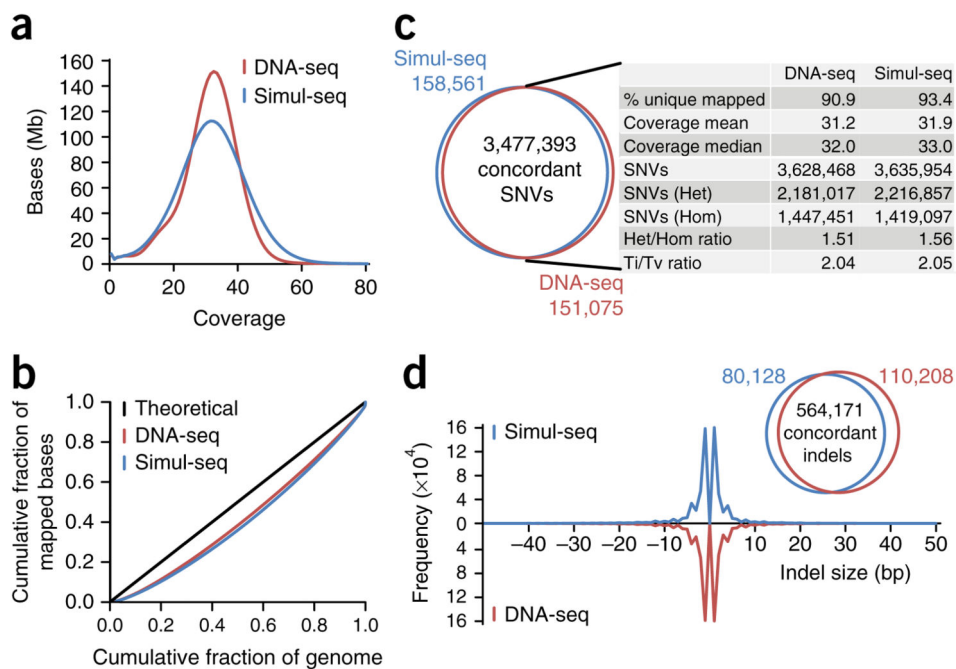 a
160
140
120
100
80
60
40
20
0
Bases (Mb)
DNA-seq
Simul-seq
0 20 40 60 80
Coverage
c
Simul-seq
158,561
3,477,393
concordant
SNVs
DNA-seq
151,075
DNA-seq Simul-seq
% unique mapped 90.9 93.4
Coverage mean 31.2 31.9
Coverage median 32.0 33.0
SNVs 3,628,468 3,635,954
SNVs (Het) 2,181,017 2,216,857
SNVs (Hom) 1,447,451 1,419,097
Het/Hom ratio 1.51 1.56
Ti/Tv ratio 2.04 2.05
b
1.0
0.8
0.6
0.4
0.2
0.0
Cumulative fraction of
mapped bases
Theoretical
DNA-seq
Simul-seq
0.0 0.2 0.4 0.6 0.8 1.0
Cumulative fraction of genome
d
80,128 110,208
564,171
concordant
indels
16
12
8
4
0
4
8
12
16
Frequency (×10⁴)
Simul-seq
−40 −30 −20 −10 10 20 30 40 50
Indel size (bp)
DNA-seq